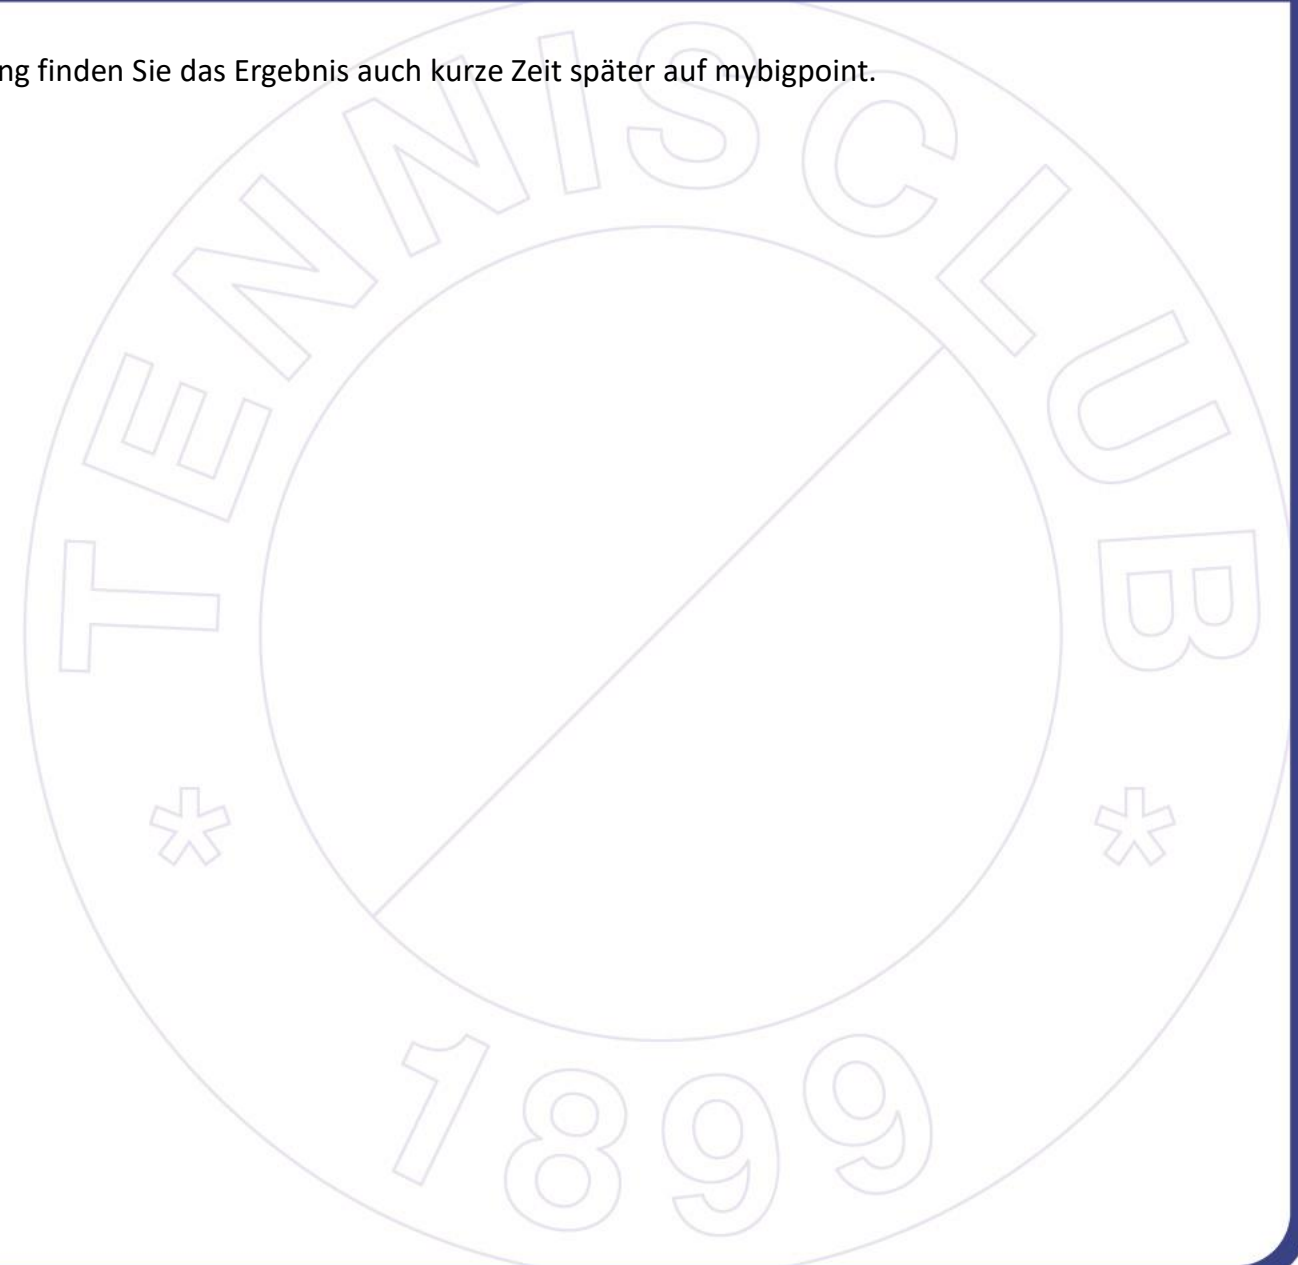 ng finden Sie das Ergebnis auch kurze Zeit später auf mybigpoint.
TENNISCLUB
* 1899 *